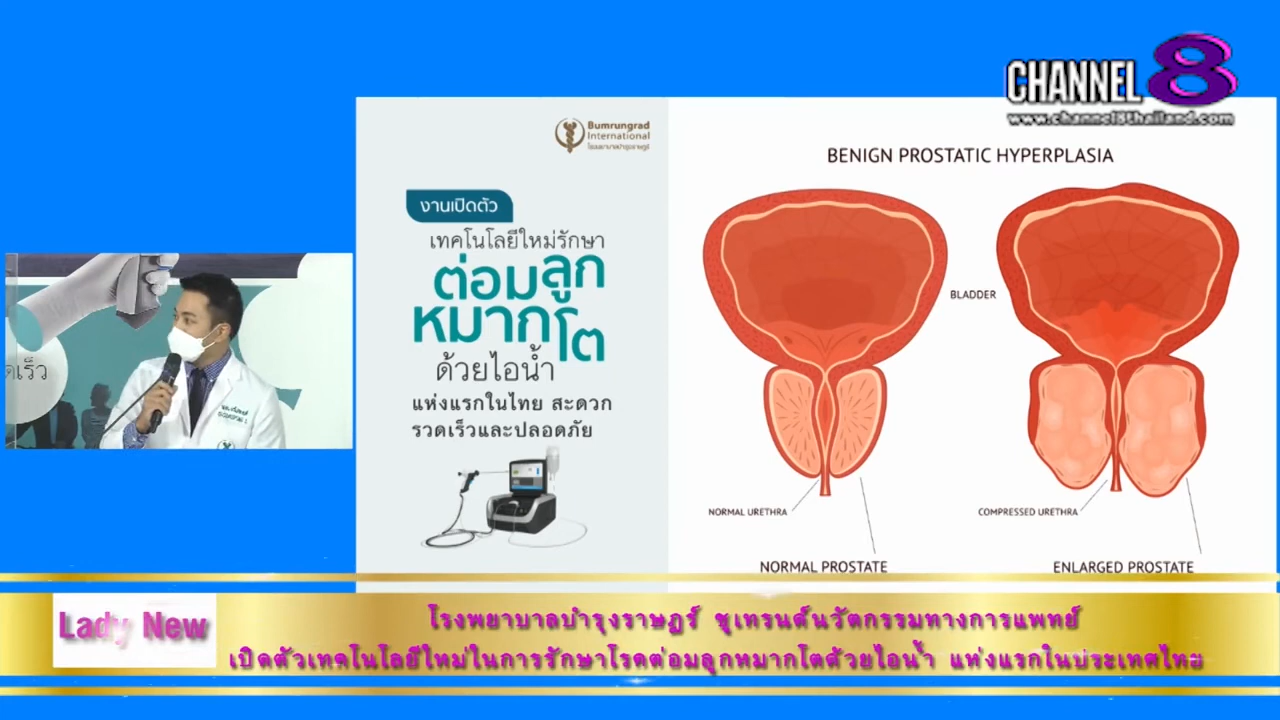 CHANNEL 8
www.channel8thailand.com
Bumrungrad
International
โรงพยาบาลบำรุงราษฎร์
งานเปิดตัว
เทคโนโลยีใหม่รักษา
ต่อมลูก
หมากโต
ด้วยไอน้ำ
แห่งแรกในไทย สะดวก
รวดเร็วและปลอดภัย
BENIGN PROSTATIC HYPERPLASIA
BLADDER
NORMAL URETHRA
COMPRESSED URETHRA
NORMAL PROSTATE
ENLARGED PROSTATE
ดเร็ว
Lady New
โรงพยาบาลบำรุงราษฎร์ ชูเทรนด์นวัตกรรมทางการแพทย์
เปิดตัวเทคโนโลยีใหม่ในการรักษาโรคต่อมลูกหมากโตด้วยไอน้ำ แห่งแรกในประเทศไทย